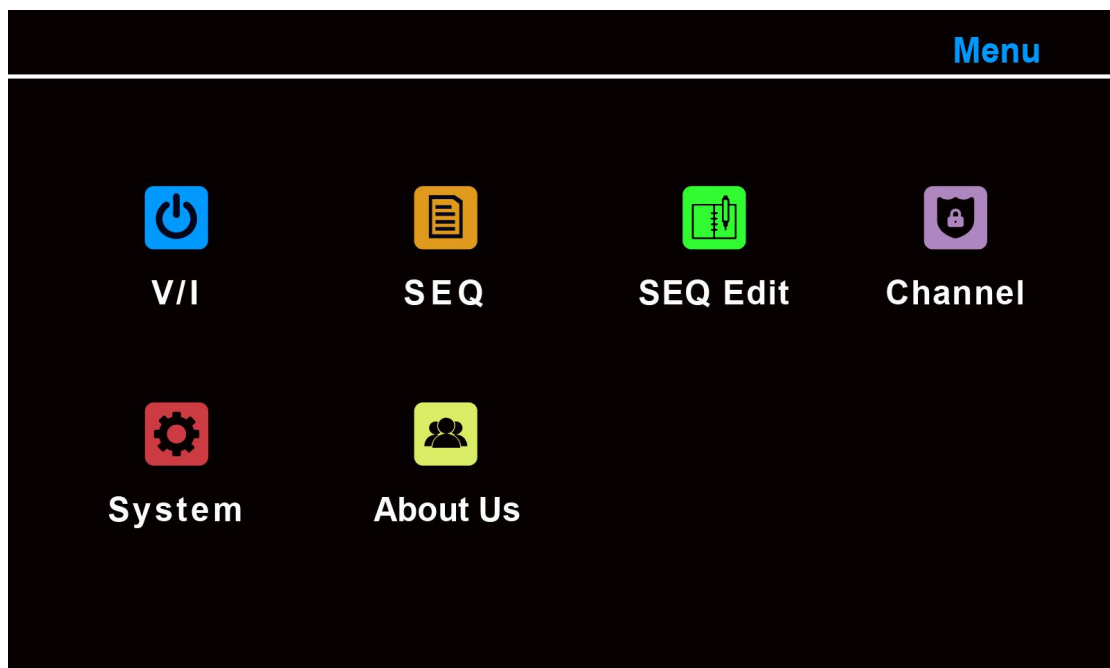 Menu
V/I
SEQ
SEQ Edit
Channel
System
About Us